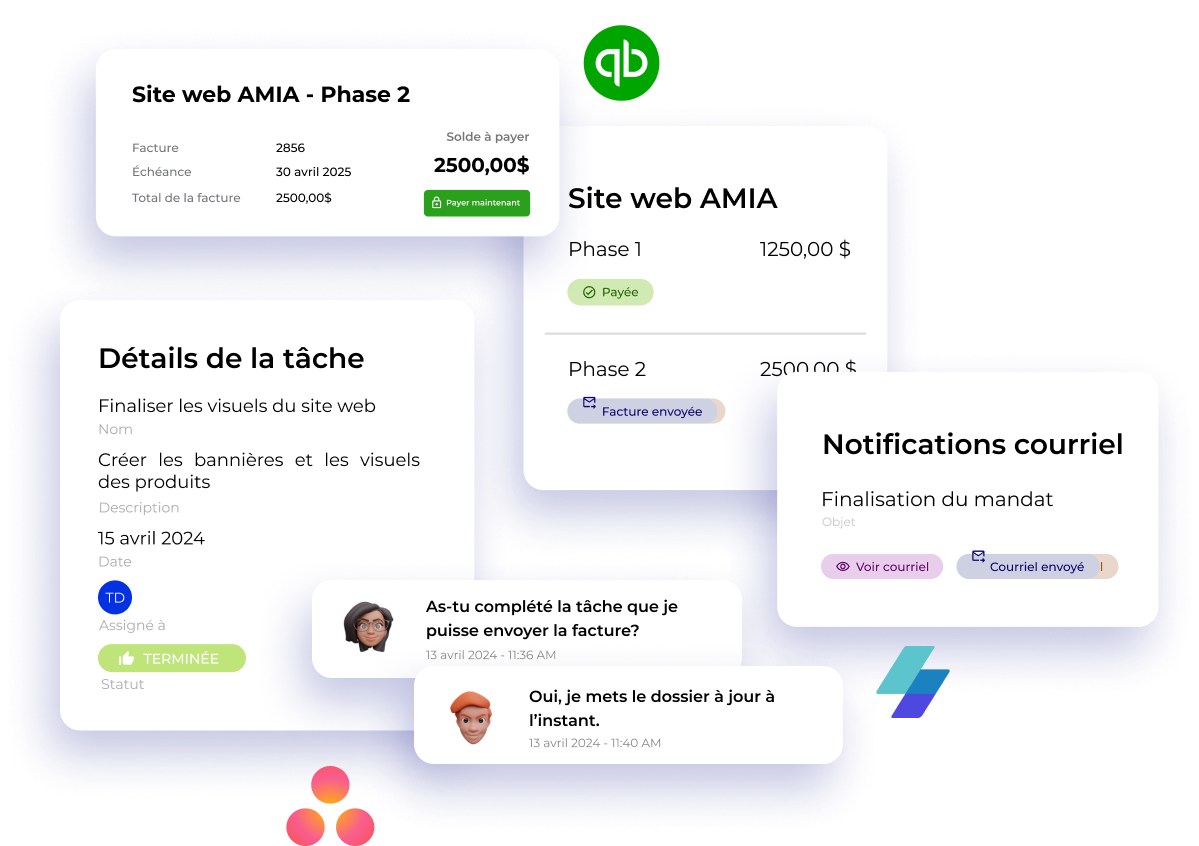 qb
Site web AMIA - Phase 2
Facture 2856
Échéance 30 avril 2025
Total de la facture 2500,00$
Solde à payer
2500,00$
Payer maintenant
Site web AMIA
Phase 1 1250,00 $
Payée
Phase 2 2500,00 $
Facture envoyée
Détails de la tâche
Finaliser les visuels du site web
Nom
Créer les bannières et les visuels
des produits
Description
15 avril 2024
Date
TD
Assigné à
TERMINÉE
Statut
Notifications courriel
Finalisation du mandat
Objet
Voir courriel
Courriel envoyé
As-tu complété la tâche que je
puisse envoyer la facture?
13 avril 2024 - 11:36 AM
Oui, je mets le dossier à jour à
l’instant.
13 avril 2024 - 11:40 AM